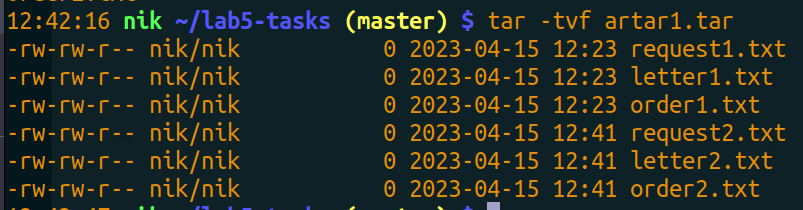 12:42:16 nik ~/lab5-tasks (master) $ tar -tvf artar1.tar
-rw-rw-r-- nik/nik 0 2023-04-15 12:23 request1.txt
-rw-rw-r-- nik/nik 0 2023-04-15 12:23 letter1.txt
-rw-rw-r-- nik/nik 0 2023-04-15 12:23 order1.txt
-rw-rw-r-- nik/nik 0 2023-04-15 12:41 request2.txt
-rw-rw-r-- nik/nik 0 2023-04-15 12:41 letter2.txt
-rw-rw-r-- nik/nik 0 2023-04-15 12:41 order2.txt
nik ~/lab5-tasks (master) $